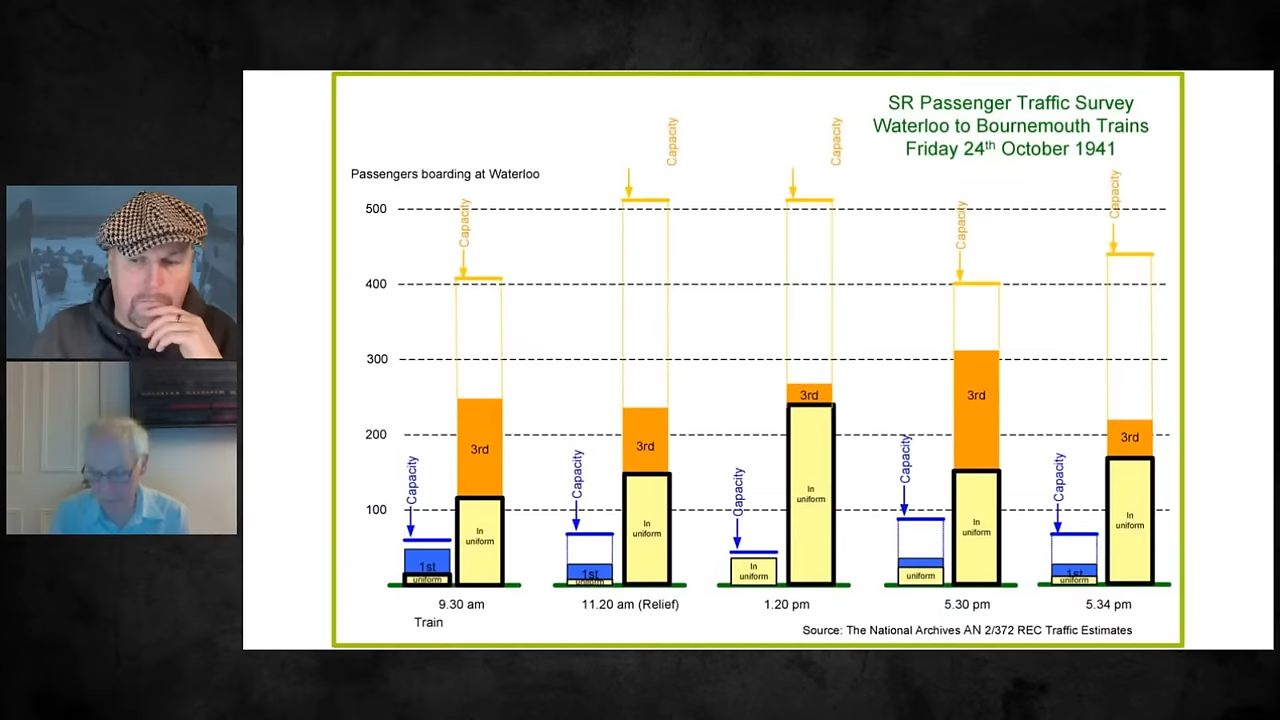 SR Passenger Traffic Survey
Waterloo to Bournemouth Trains
Friday 24th October 1941
Passengers boarding at Waterloo
Capacity
Capacity
Capacity
Capacity
Capacity
500
400
300
200
100
Capacity
Capacity
Capacity
Capacity
Capacity
3rd
3rd
3rd
3rd
3rd
1st
uniform
In
uniform
1st
uniform
In
uniform
In
uniform
In
uniform
uniform
In
uniform
1st
uniform
In
uniform
9.30 am
11.20 am (Relief)
1.20 pm
5.30 pm
5.34 pm
Train
Source: The National Archives AN 2/372 REC Traffic Estimates